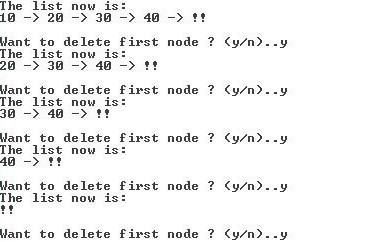 The list now is:
10 -> 20 -> 30 -> 40 -> !!
Want to delete first node ? (y/n)..y
The list now is:
20 -> 30 -> 40 -> !!
Want to delete first node ? (y/n)..y
The list now is:
30 -> 40 -> !!
Want to delete first node ? (y/n)..y
The list now is:
40 -> !!
Want to delete first node ? (y/n)..y
The list now is:
!!
Want to delete first node ? (y/n)..y